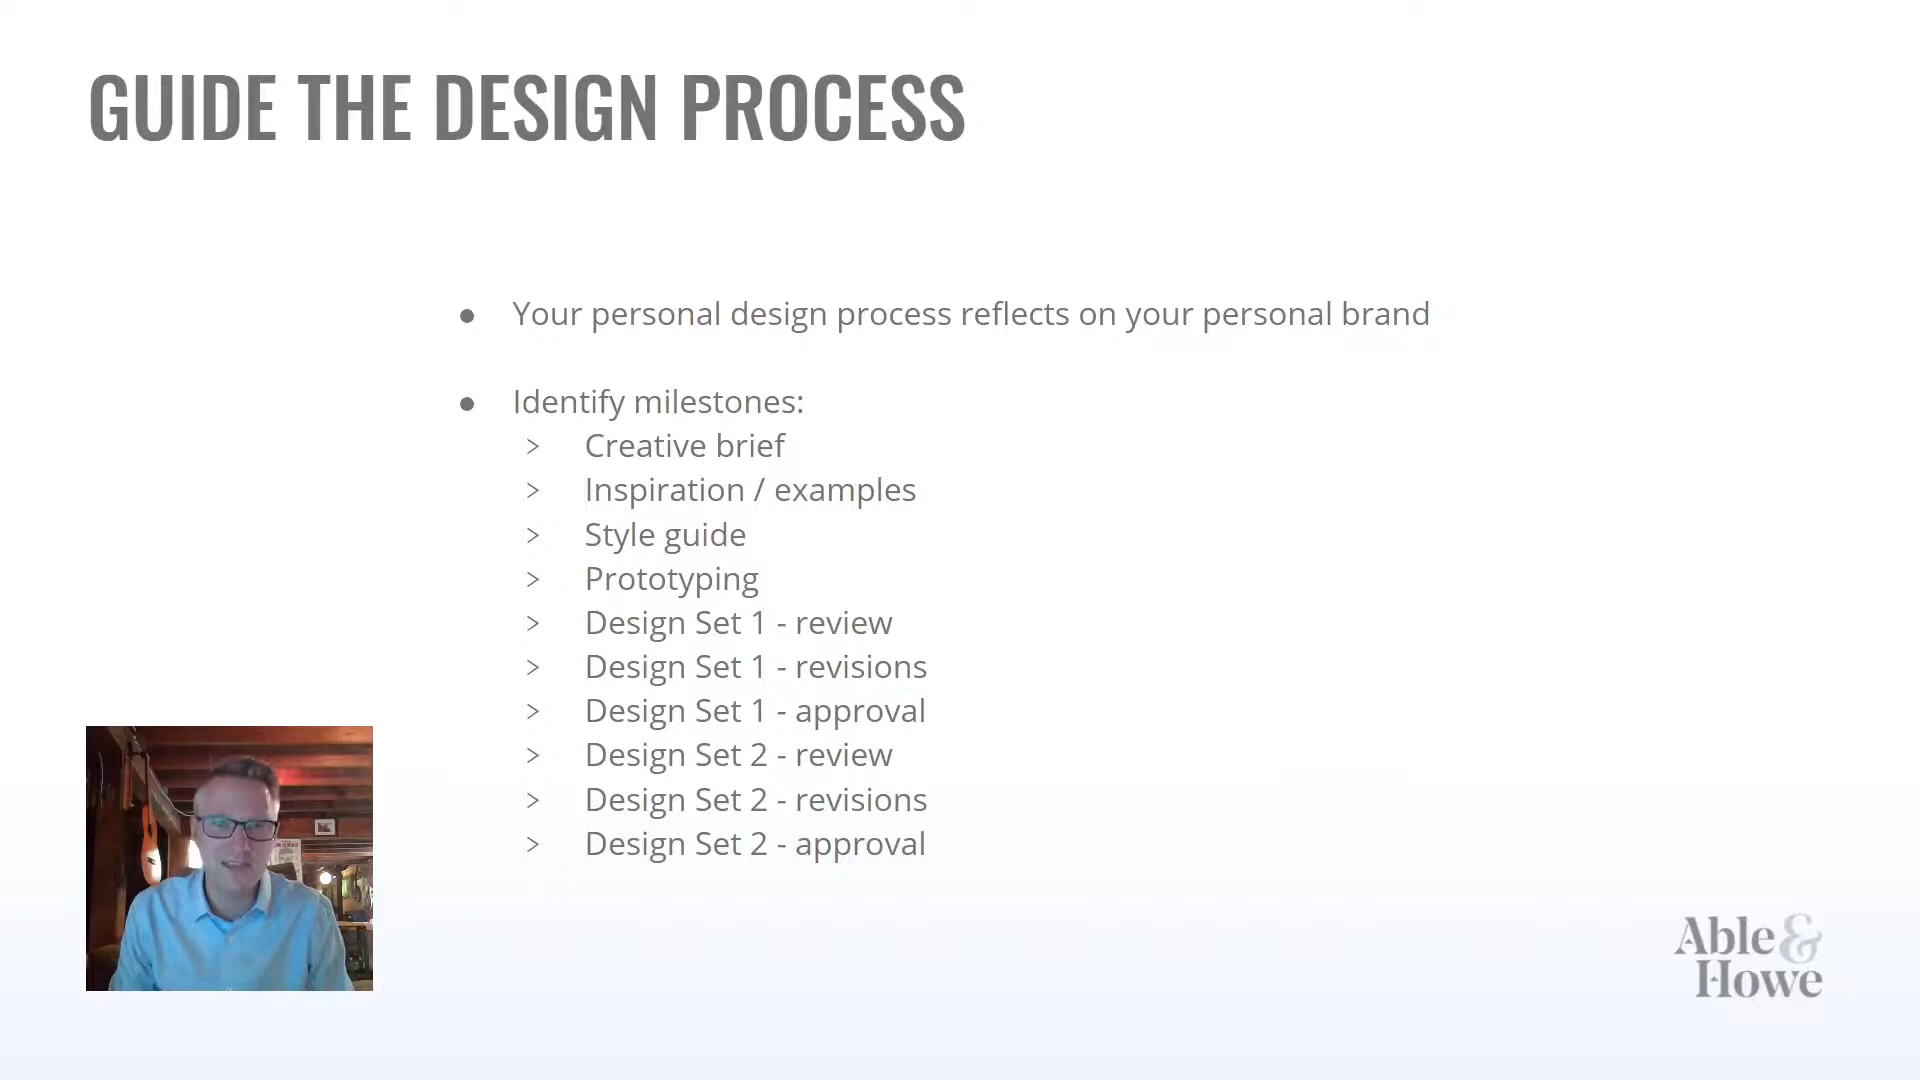 GUIDE THE DESIGN PROCESS
● Your personal design process reflects on your personal brand
● Identify milestones:
> Creative brief
> Inspiration / examples
> Style guide
> Prototyping
> Design Set 1 - review
> Design Set 1 - revisions
> Design Set 1 - approval
> Design Set 2 - review
> Design Set 2 - revisions
> Design Set 2 - approval
Able &
Howe